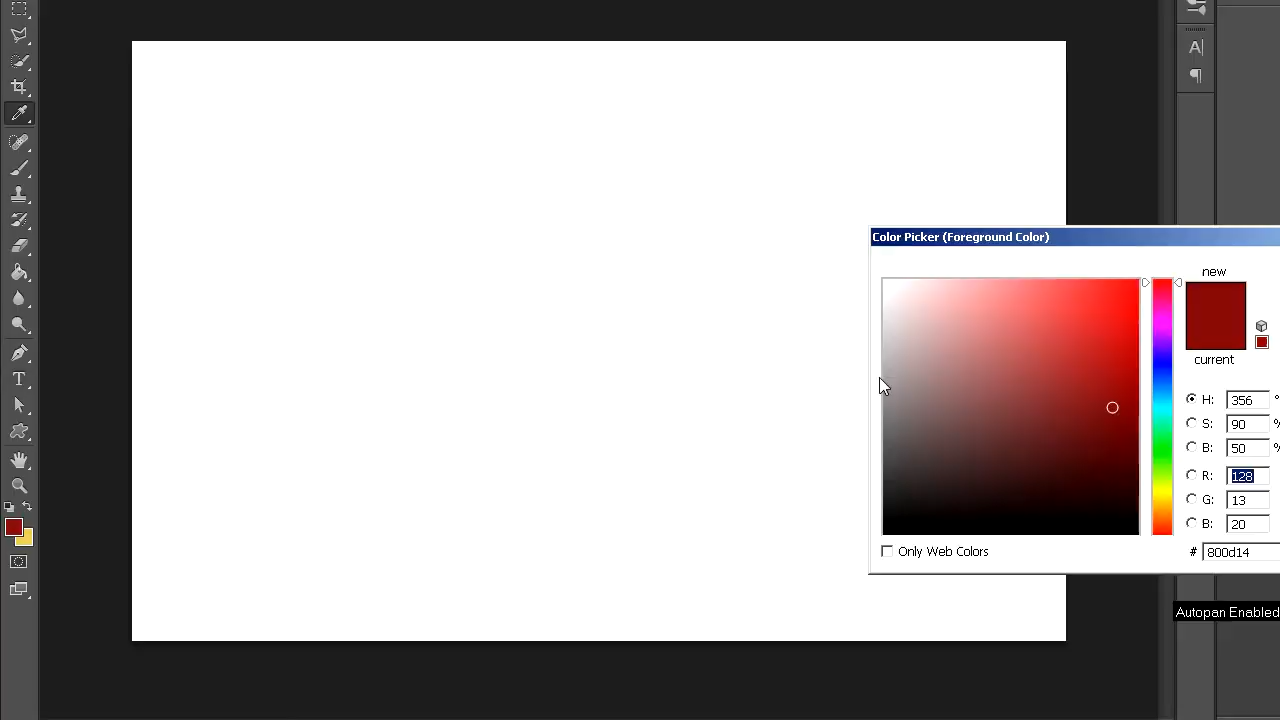 A|
¶
Color Picker (Foreground Color)
new
current
H: 356 °
S: 90 %
B: 50 %
R: 128
G: 13
B: 20
Only Web Colors
# 800d14
T
Autopan Enabled